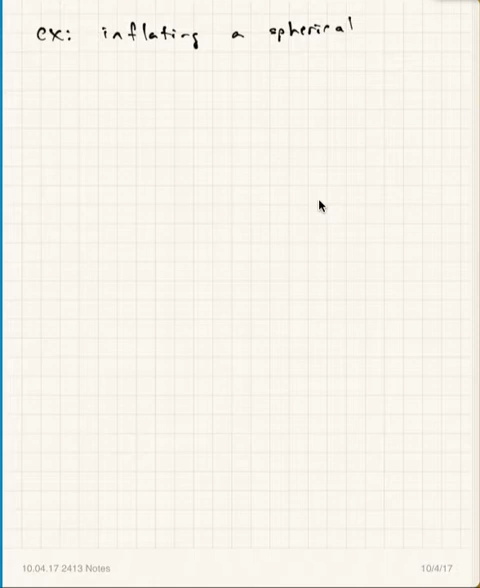 ex: inflating a spherical
10.04.17 2413 Notes
10/4/17